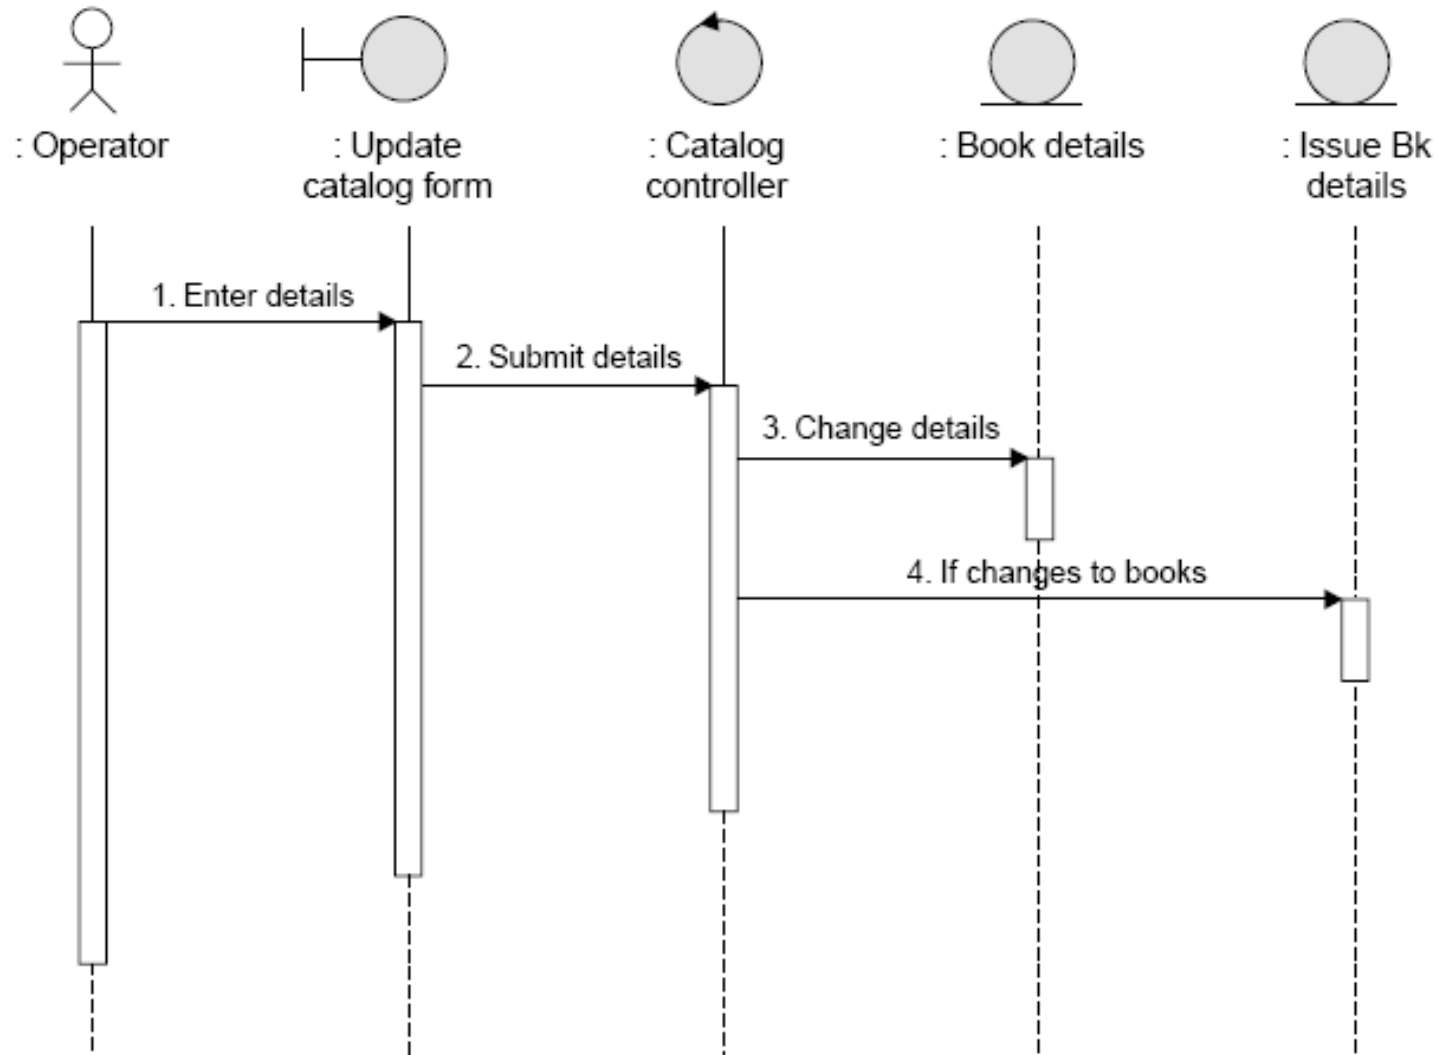 : Operator
: Update
catalog form
: Catalog
controller
: Book details
: Issue Bk
details
1. Enter details
2. Submit details
3. Change details
4. If changes to books